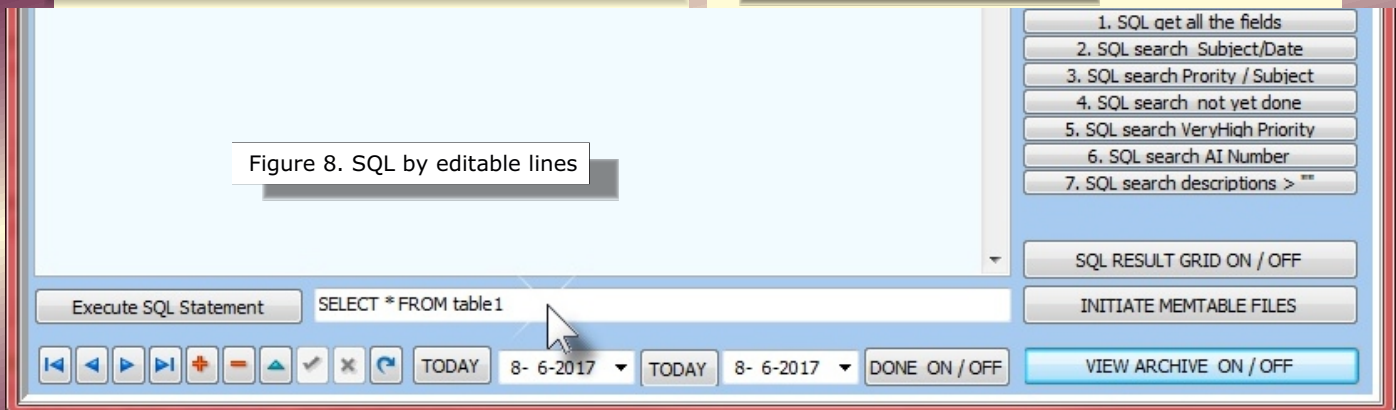 1. SQL get all the fields
2. SQL search Subject/Date
3. SQL search Prority / Subject
4. SQL search not yet done
5. SQL search VeryHigh Priority
6. SQL search AI Number
7. SQL search descriptions > ""
Figure 8. SQL by editable lines
SQL RESULT GRID ON / OFF
Execute SQL Statement SELECT * FROM table1 INITIATE MEMTABLE FILES
TODAY 8- 6-2017 TODAY 8- 6-2017 DONE ON / OFF VIEW ARCHIVE ON / OFF